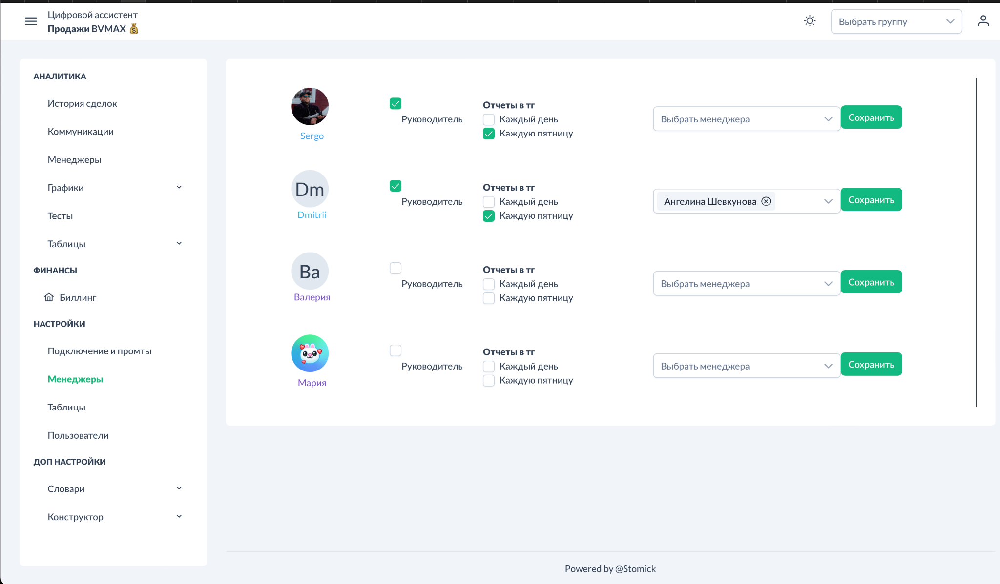 Цифровой ассистент
Продажи BVMAX
Выбрать группу
АНАЛИТИКА
История сделок
Коммуникации
Менеджеры
Графики
Тесты
Таблицы
ФИНАНСЫ
Биллинг
НАСТРОЙКИ
Подключение и промты
Менеджеры
Таблицы
Пользователи
ДОП НАСТРОЙКИ
Словари
Конструктор
Sergo
Руководитель
Отчеты в тг
Каждый день
Каждую пятницу
Выбрать менеджера
Сохранить
Dm
Dmitrii
Руководитель
Отчеты в тг
Каждый день
Каждую пятницу
Ангелина Шевкунова
Сохранить
Ва
Валерия
Руководитель
Отчеты в тг
Каждый день
Каждую пятницу
Выбрать менеджера
Сохранить
Мария
Руководитель
Отчеты в тг
Каждый день
Каждую пятницу
Выбрать менеджера
Сохранить
Powered by @Stomick